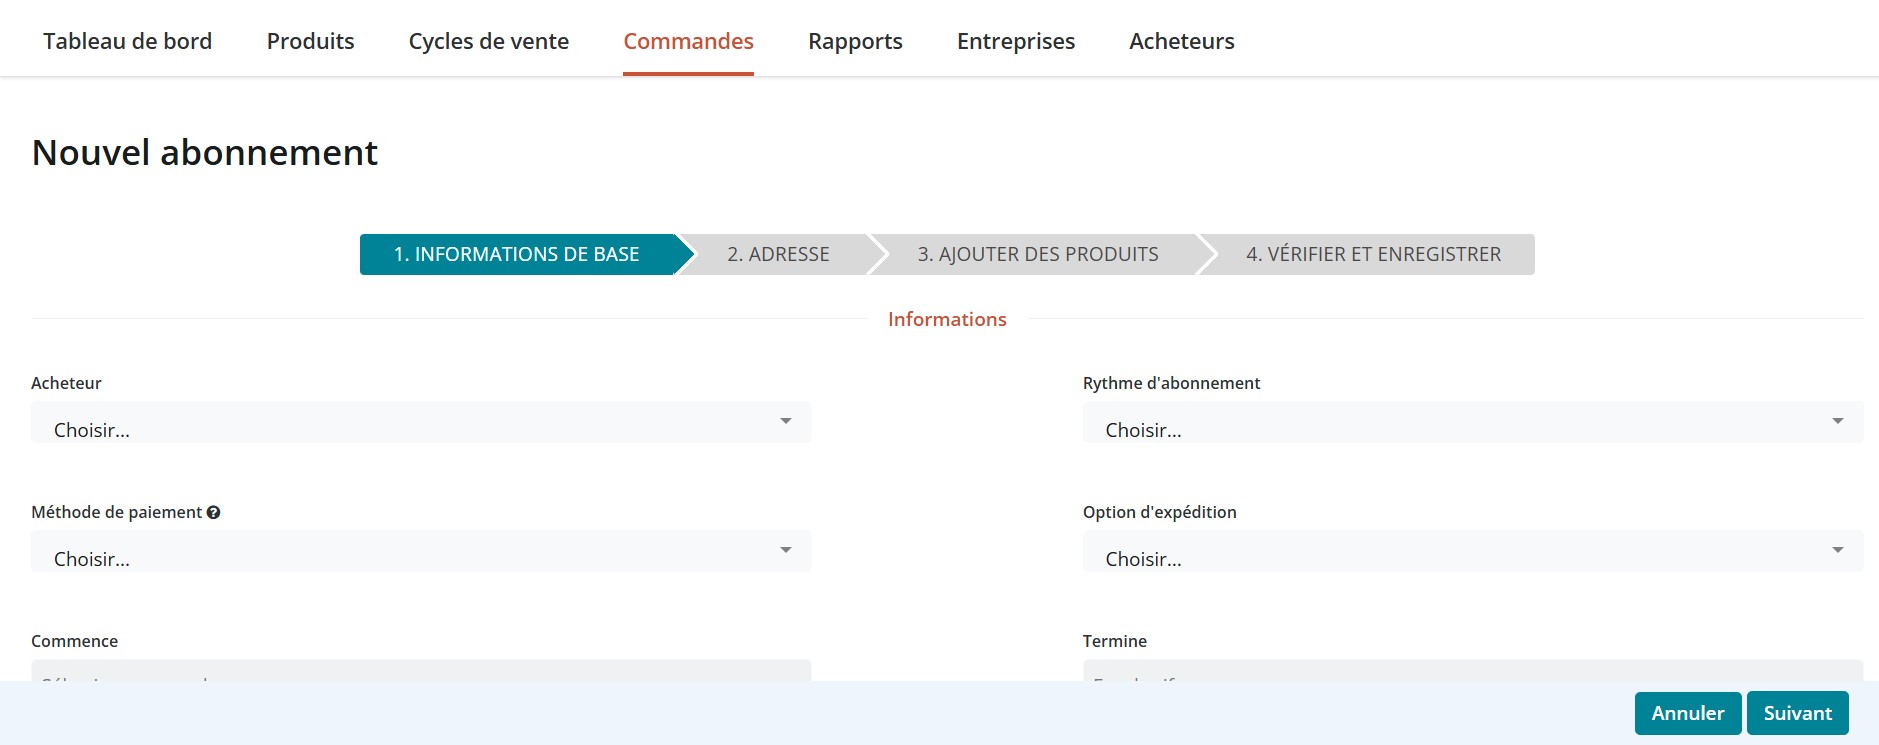 Tableau de bord Produits Cycles de vente Commandes Rapports Entreprises Acheteurs
Nouvel abonnement
1. INFORMATIONS DE BASE 2. ADRESSE 3. AJOUTER DES PRODUITS 4. VÉRIFIER ET ENREGISTRER
Informations
Acheteur Rythme d'abonnement
Choisir... Choisir...
Méthode de paiement Option d'expédition
Choisir... Choisir...
Commence Termine
Annuler Suivant